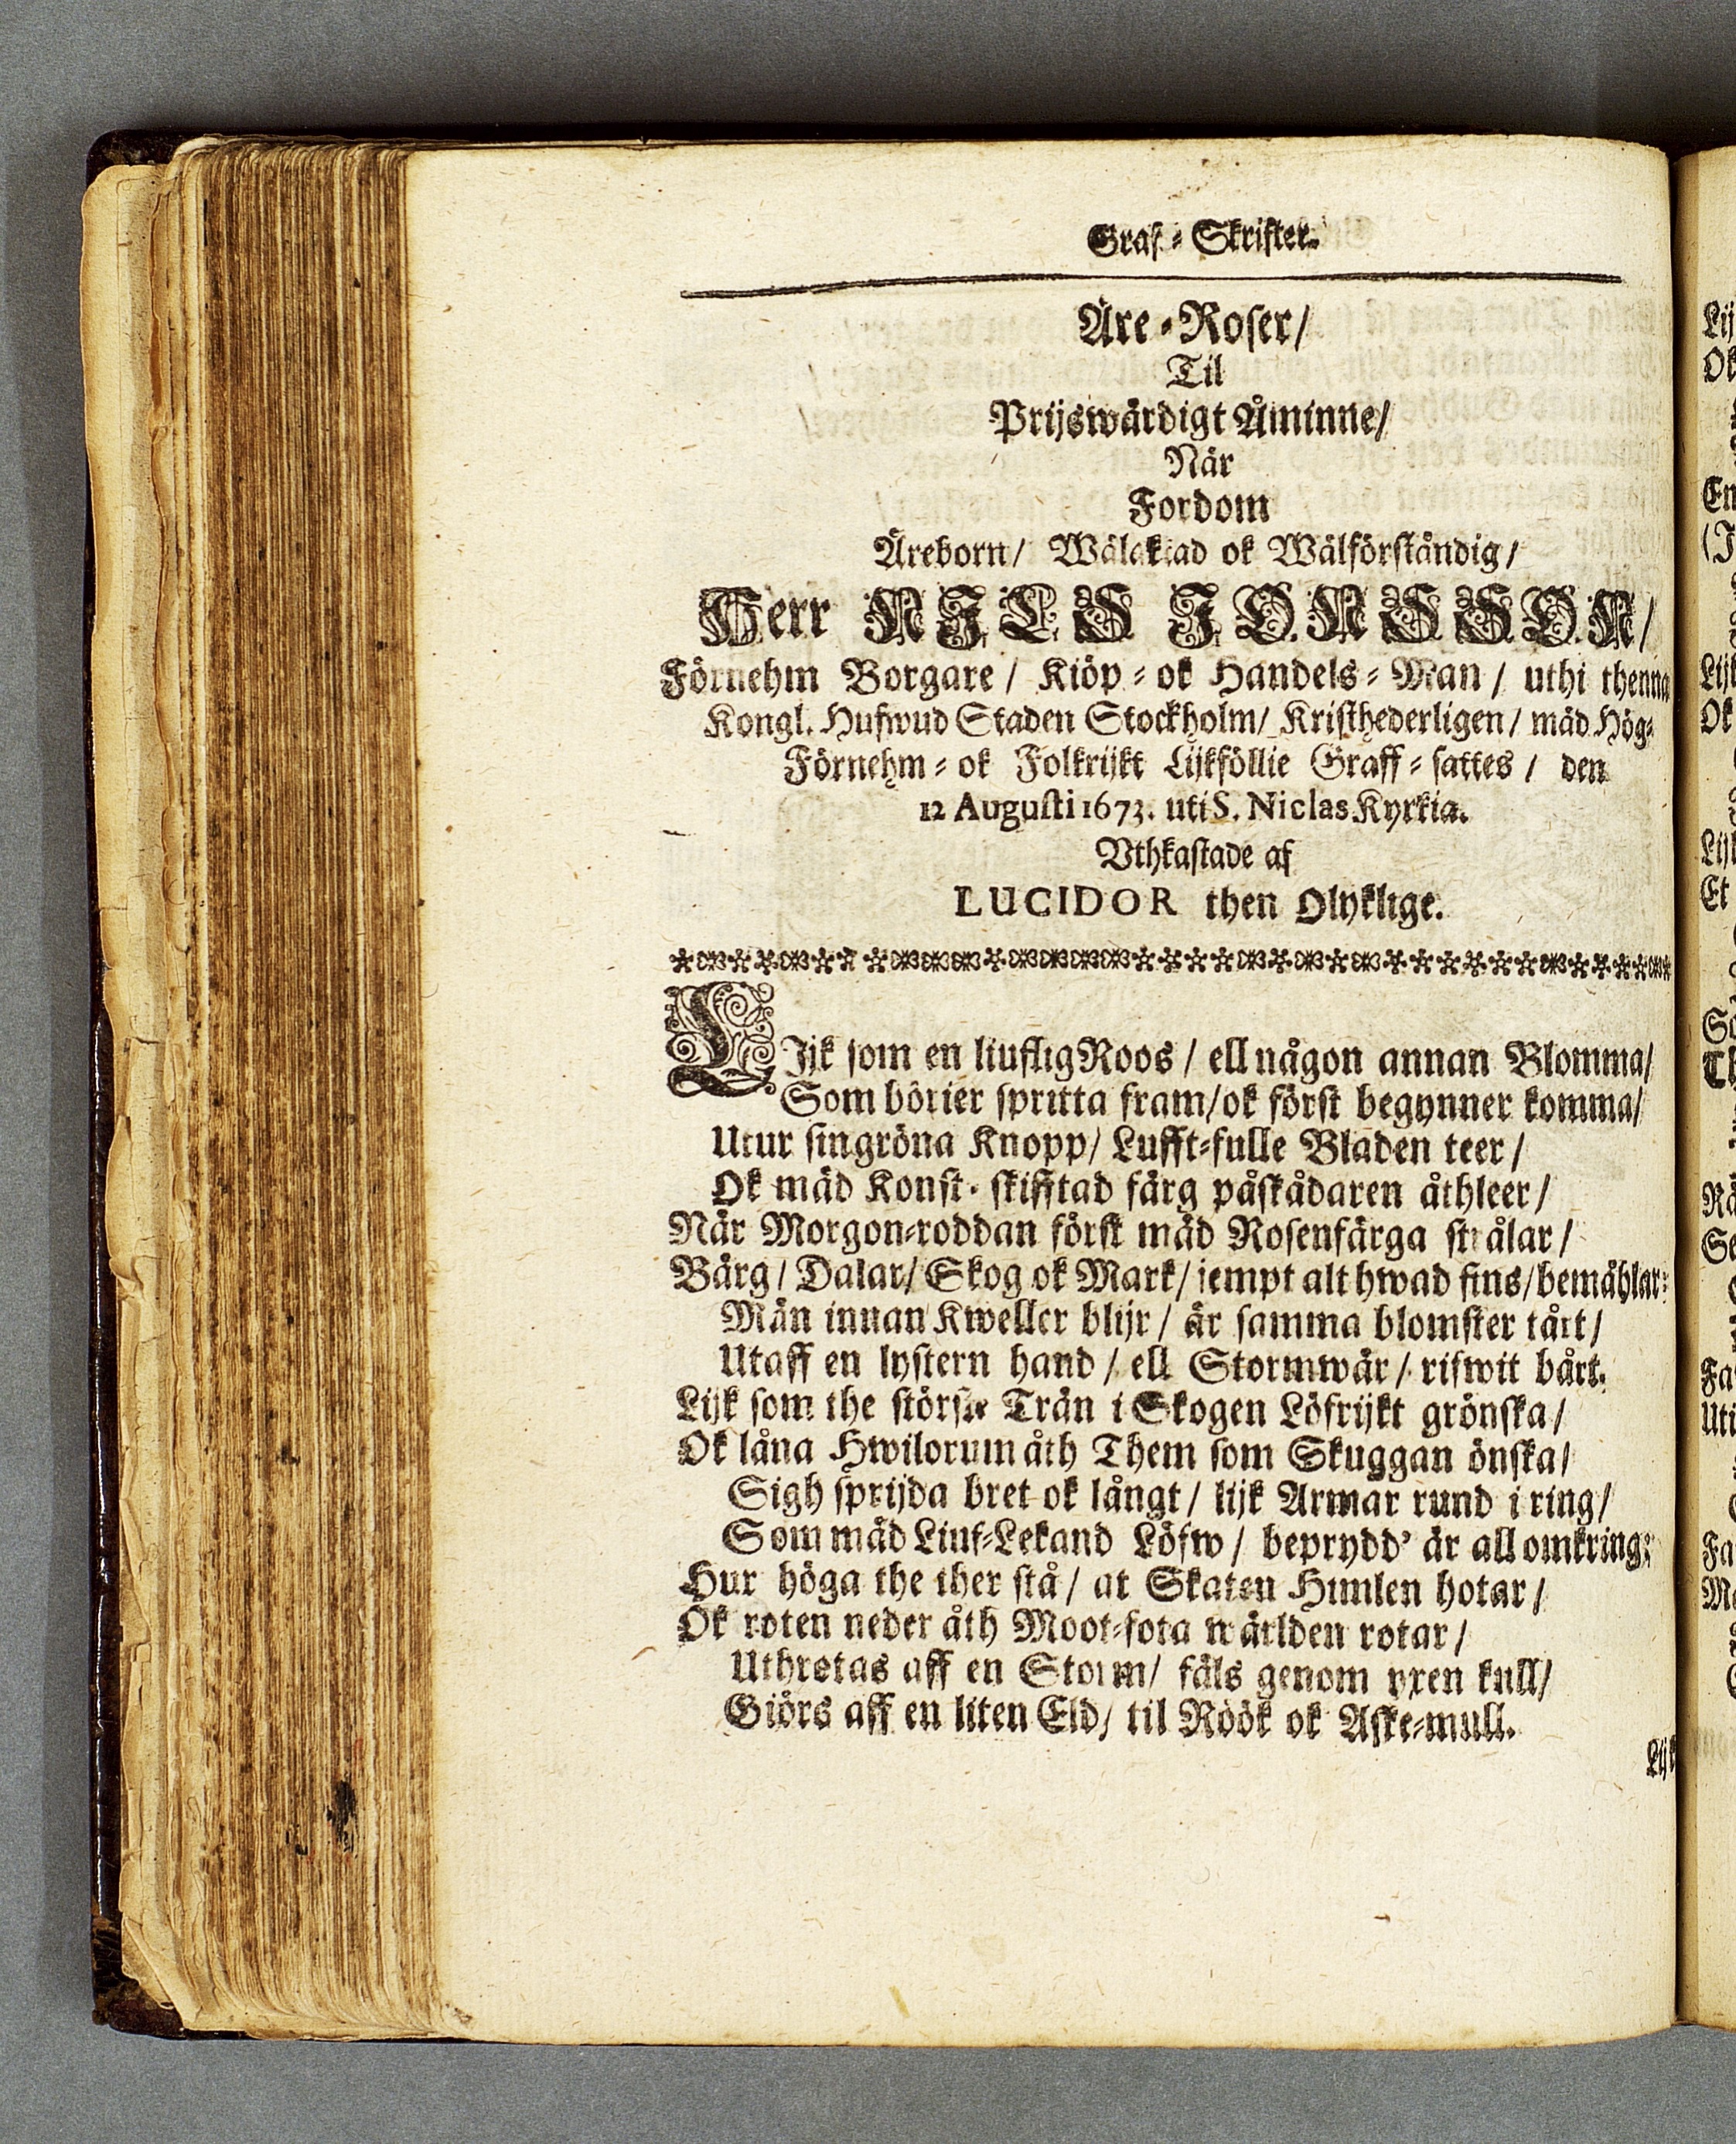 Graf-Skrifter.
Äre-Roser/
Til
Prijswärdigt Åminne/
När
Fordom
Äreborn/ Wälaktad ok Wälförståndig/
Herr NILS JONSSON/
Förnehm Borgare/ Kiöp-ok Handels-Man/ uthi thenna
Kongl. Hufwud Staden Stockholm/ Kristhederligen/ mäd Hög-
Förnehm-ok Folkrijkt Lijkföllie Graff-sattes/ den
12 Augusti 1673. uti S. Niclas Kyrkia.
Vthkastade af
LUCIDOR then Olyklige.
LIjk som en liuflig Roos/ ell någon annan Blomma/
Som börier spritta fram/ok först begynner komma/
Utur sin gröna Knopp/ Lufft-fulle Bladen teer/
Ok mäd Konst-skifftad färg påskådaren åthleer/
När Morgon-roddan först mäd Rosenfärga strålar/
Bärg/ Dalar/ Skog ok Mark/ jempt alt hwad fins/bemåhlar:
Män innan Kweller blijr/ är samma blomster tårt/
Utaff en lystern hand/ ell Stormwär/ rifwit bårt.
Lijk som the större Trän i Skogen Löfrijkt grönska/
Ok låna Hwilorum åth Them som Skuggan önska/
Sigh sprijda bret ok långt/ lijk Armar rund i ring/
Som mäd Liuf-Lekand Löfw/ beprydd' är all omkring:
Hur höga the ther stå/ at Skaten Himlen hotar/
Ok roten neder åth Moot-fota wärlden rotar/
Uthrotas aff en Storm/ fäls genom yxen kull/
Giörs aff en liten Eld/ til Röök ok Aske-mull.
Lijk